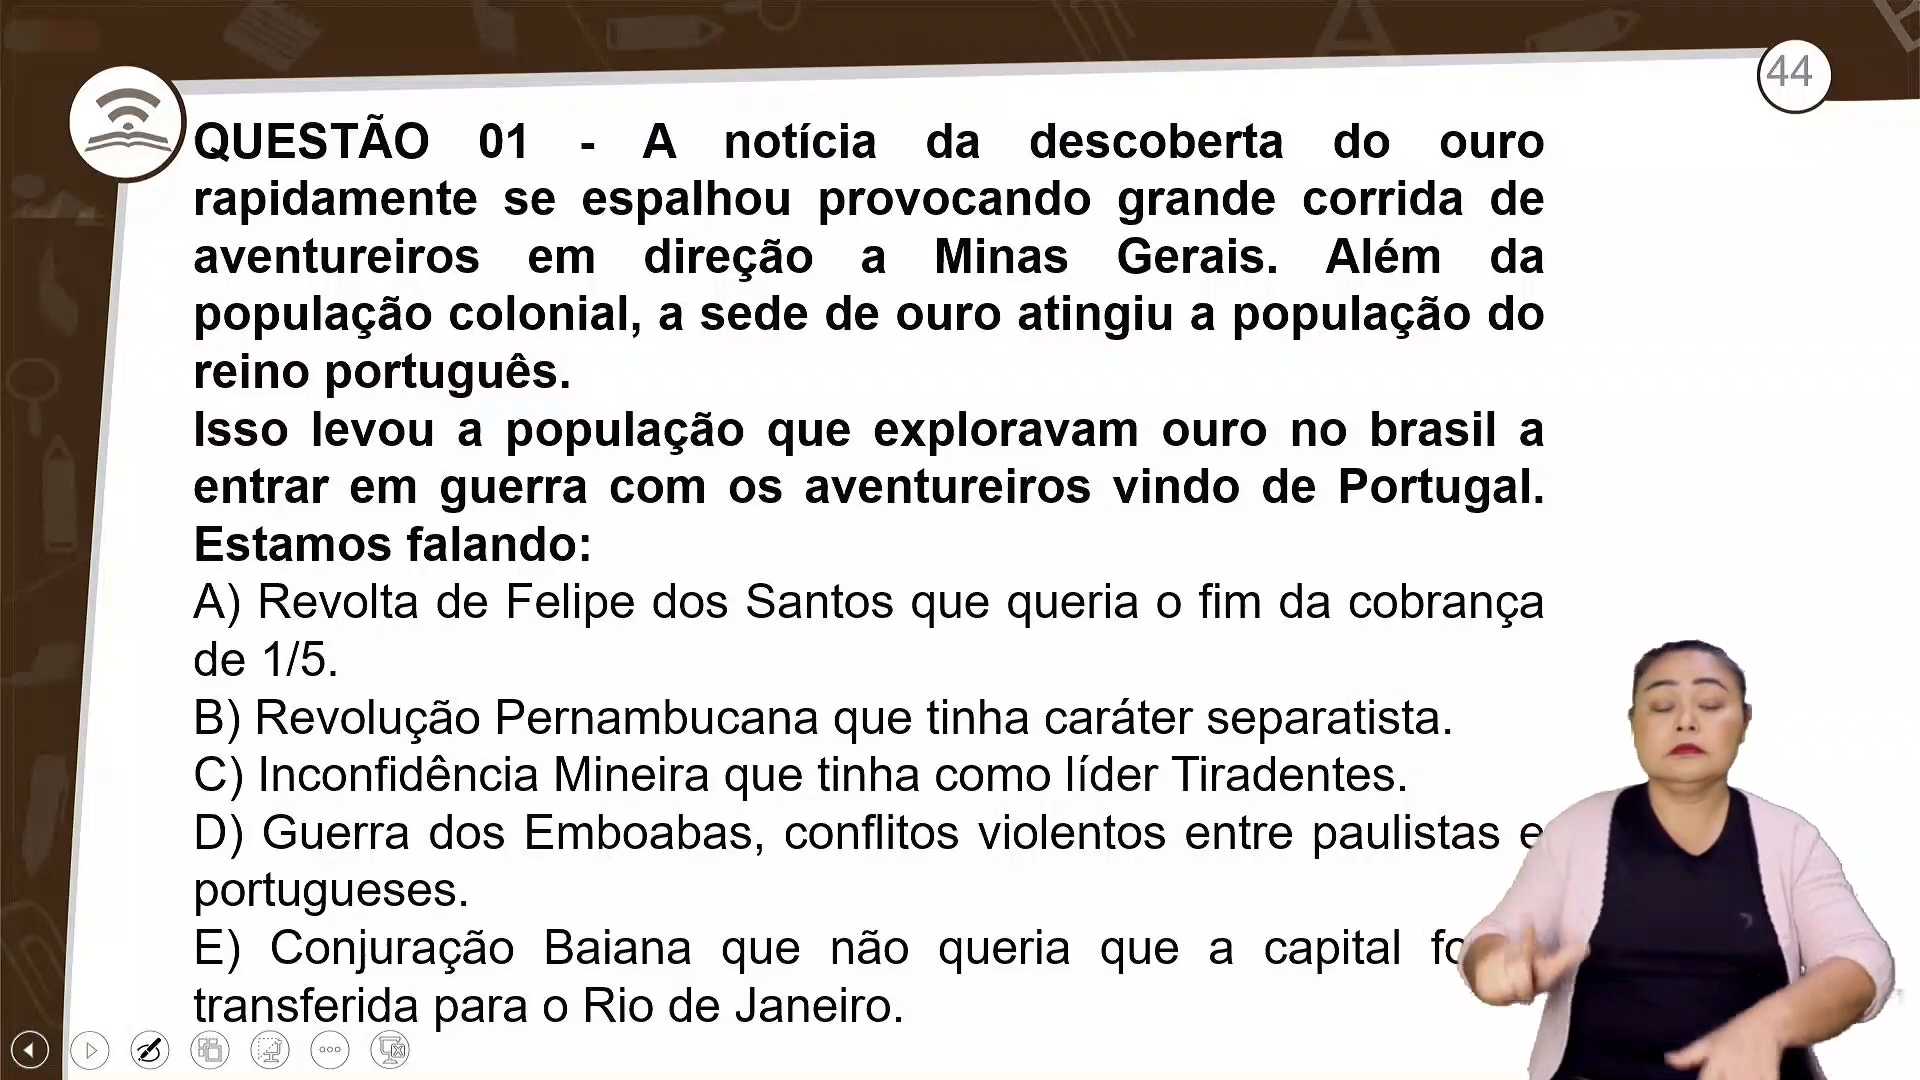 44
QUESTÃO 01 - A notícia da descoberta do ouro
rapidamente se espalhou provocando grande corrida de
aventureiros em direção a Minas Gerais. Além da
população colonial, a sede de ouro atingiu a população do
reino português.
Isso levou a população que exploravam ouro no brasil a
entrar em guerra com os aventureiros vindo de Portugal.
Estamos falando:
A) Revolta de Felipe dos Santos que queria o fim da cobrança
de 1/5.
B) Revolução Pernambucana que tinha caráter separatista.
C) Inconfidência Mineira que tinha como líder Tiradentes.
D) Guerra dos Emboabas, conflitos violentos entre paulistas e
portugueses.
E) Conjuração Baiana que não queria que a capital
transferida para o Rio de Janeiro.